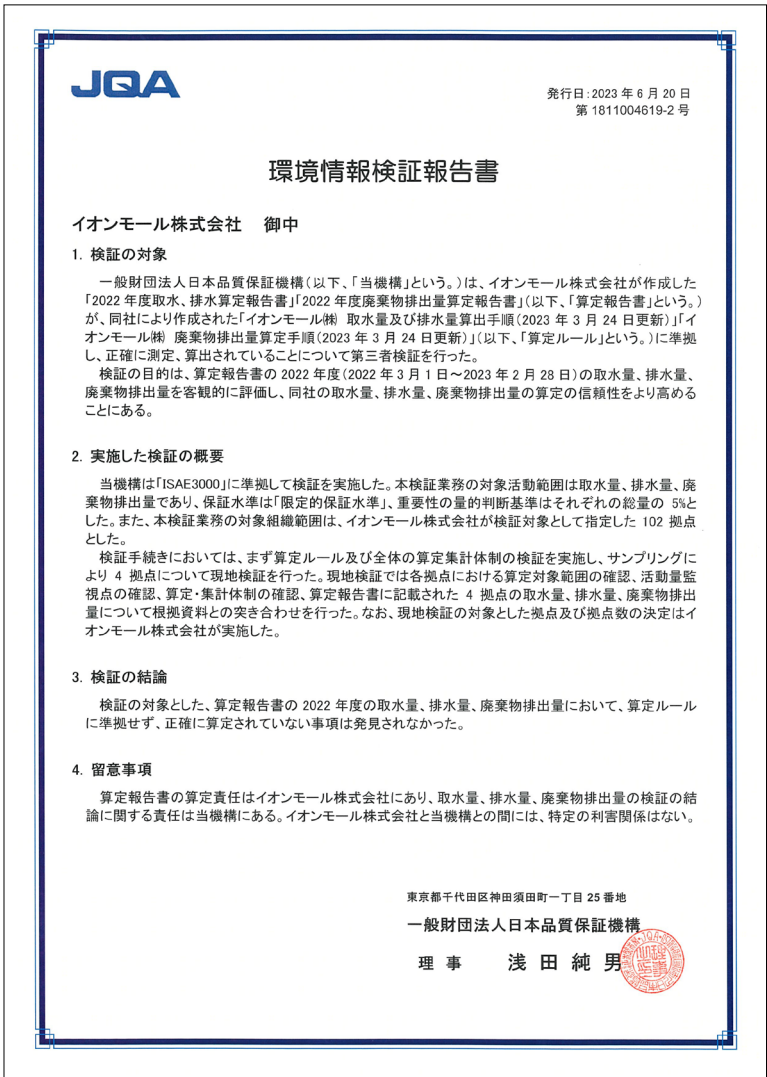 JQA
発行日:2023 年 6 月 20 日
第 1811004619-2 号
環境情報検証報告書
イオンモール株式会社　御中
1. 検証の対象
一般財団法人日本品質保証機構(以下、「当機構」という。)は、イオンモール株式会社が作成した
「2022 年度取水、排水算定報告書」「2022 年度廃棄物排出量算定報告書」(以下、「算定報告書」という。)
が、同社により作成された「イオンモール㈱ 取水量及び排水量算出手順(2023 年 3 月 24 日更新)」「イ
オンモール㈱ 廃棄物排出量算定手順(2023 年 3 月 24 日更新)」(以下、「算定ルール」という。)に準拠
し、正確に測定、算出されていることについて第三者検証を行った。
検証の目的は、算定報告書の 2022 年度(2022 年 3 月 1 日～2023 年 2 月 28 日)の取水量、排水量、
廃棄物排出量を客観的に評価し、同社の取水量、排水量、廃棄物排出量の算定の信頼性をより高める
ことにある。
2. 実施した検証の概要
当機構は「ISAE3000」に準拠して検証を実施した。本検証業務の対象活動範囲は取水量、排水量、廃
棄物排出量であり、保証水準は「限定的保証水準」、重要性の量的判断基準はそれぞれの総量の 5%と
した。また、本検証業務の対象組織範囲は、イオンモール株式会社が検証対象として指定した 102 拠点
とした。
検証手続きにおいては、まず算定ルール及び全体の算定集計体制の検証を実施し、サンプリングに
より 4 拠点について現地検証を行った。現地検証では各拠点における算定対象範囲の確認、活動量監
視点の確認、算定・集計体制の確認、算定報告書に記載された 4 拠点の取水量、排水量、廃棄物排出
量について根拠資料との突き合わせを行った。なお、現地検証の対象とした拠点及び拠点数の決定はイ
オンモール株式会社が実施した。
3. 検証の結論
検証の対象とした、算定報告書の 2022 年度の取水量、排水量、廃棄物排出量において、算定ルール
に準拠せず、正確に算定されていない事項は発見されなかった。
4. 留意事項
算定報告書の算定責任はイオンモール株式会社にあり、取水量、排水量、廃棄物排出量の検証の結
論に関する責任は当機構にある。イオンモール株式会社と当機構との間には、特定の利害関係はない。
東京都千代田区神田須田町一丁目 25 番地
一般財団法人日本品質保証機構
理 事　浅 田 純 男